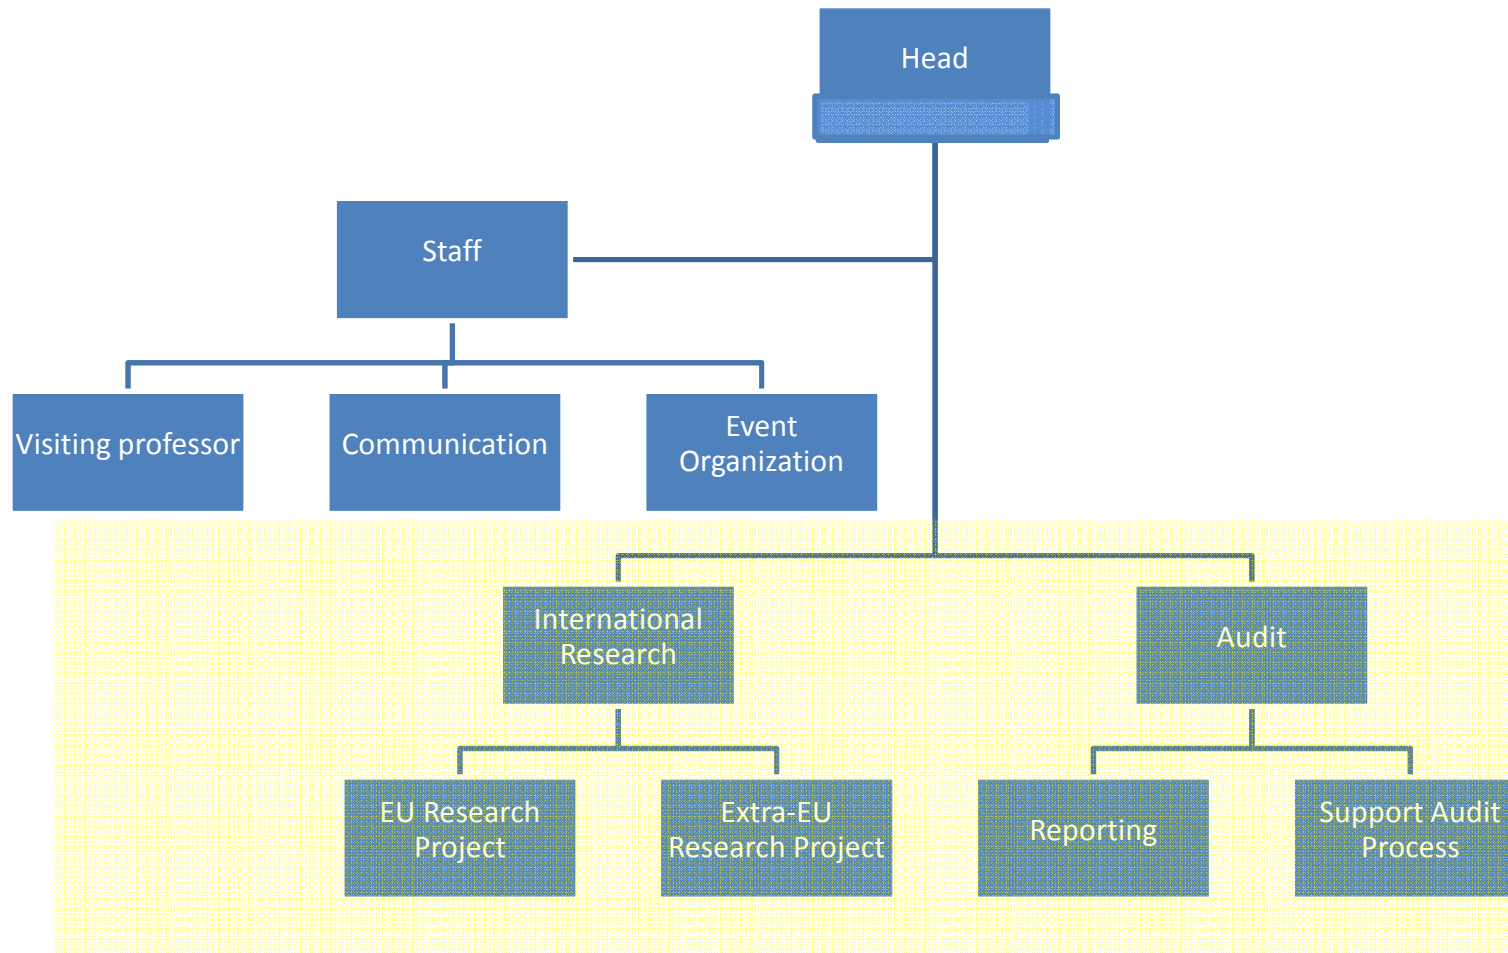 Head
Staff
Visiting professor
Communication
Event
Organization
International
Research
Audit
EU Research
Project
Extra-EU
Research Project
Reporting
Support Audit
Process